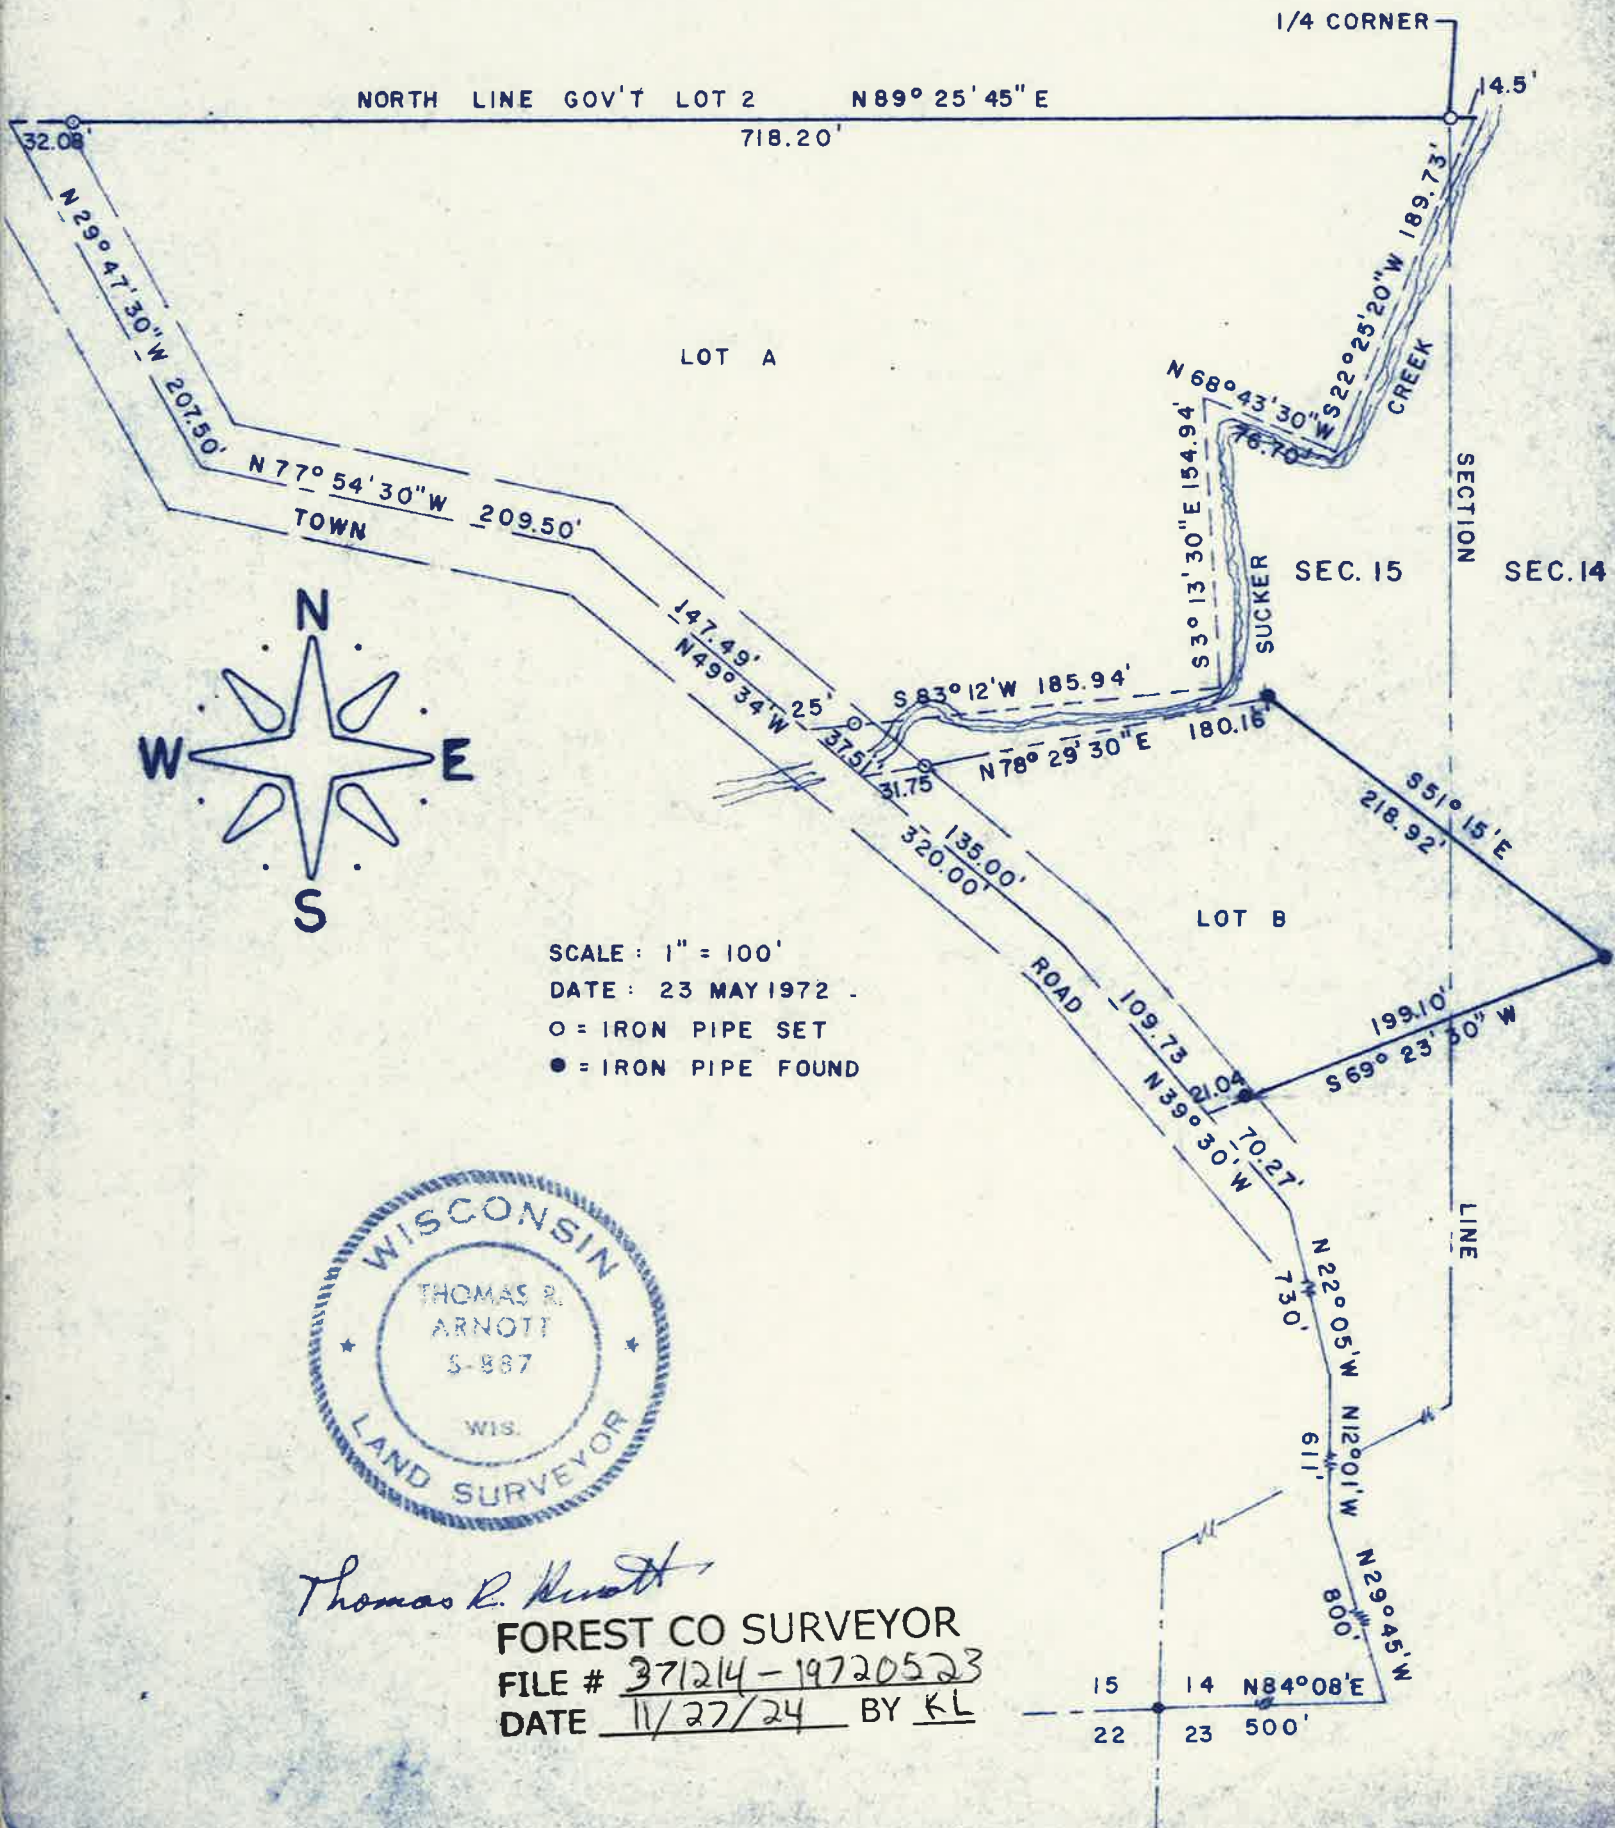 1/4 CORNER
14.5'
NORTH LINE GOV'T LOT 2 N89° 25' 45" E
32.08'
718.20'
N 29° 47' 30" W 207.50'
S 22° 25' 20" W 189.73'
LOT A
N 68° 43' 30" W
76.70'
CREEK
S 3° 13' 30" E 154.94'
N 77° 54' 30" W 209.50'
TOWN
SECTION
SEC. 15
SEC. 14
SUCKER
147.49'
N49° 34' W
25'
S 83° 12' W 185.94'
37.51'
31.75
N 78° 29' 30" E
180.16'
S 51° 15' E
218.92'
N
W
E
S
135.00'
320.00'
LOT B
SCALE : 1" = 100'
DATE : 23 MAY 1972 -
O = IRON PIPE SET
● = IRON PIPE FOUND
ROAD
109.73
199.10'
S 69° 23' 30" W
21.04'
N 39° 30' W
70.27'
LINE
N 22° 05' W
730'
N12° 01' W
611'
N 29° 45' W
800'
WISCONSIN
THOMAS R.
ARNOTT
S-887
WIS.
LAND SURVEYOR
Thomas R. Arnott
FOREST CO SURVEYOR
FILE # 371214-19720523
DATE 11/27/24 BY KL
15 14 N84°08'E
22 23 500'